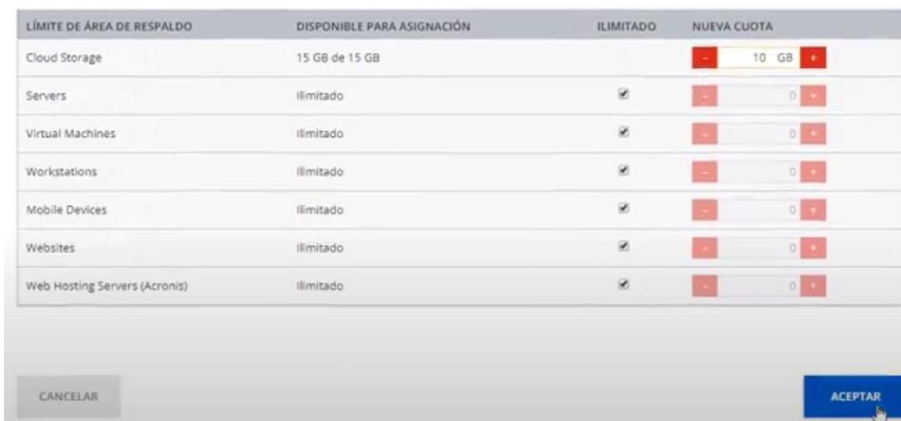 LÍMITE DE ÁREA DE RESPALDO DISPONIBLE PARA ASIGNACIÓN ILIMITADO NUEVA CUOTA
Cloud Storage 15 GB de 15 GB - 10 GB +
Servers Ilimitado - 0 +
Virtual Machines Ilimitado - 0 +
Workstations Ilimitado - 0 +
Mobile Devices Ilimitado - 0 +
Websites Ilimitado - 0 +
Web Hosting Servers (Acronis) Ilimitado - 0 +
CANCELAR ACEPTAR